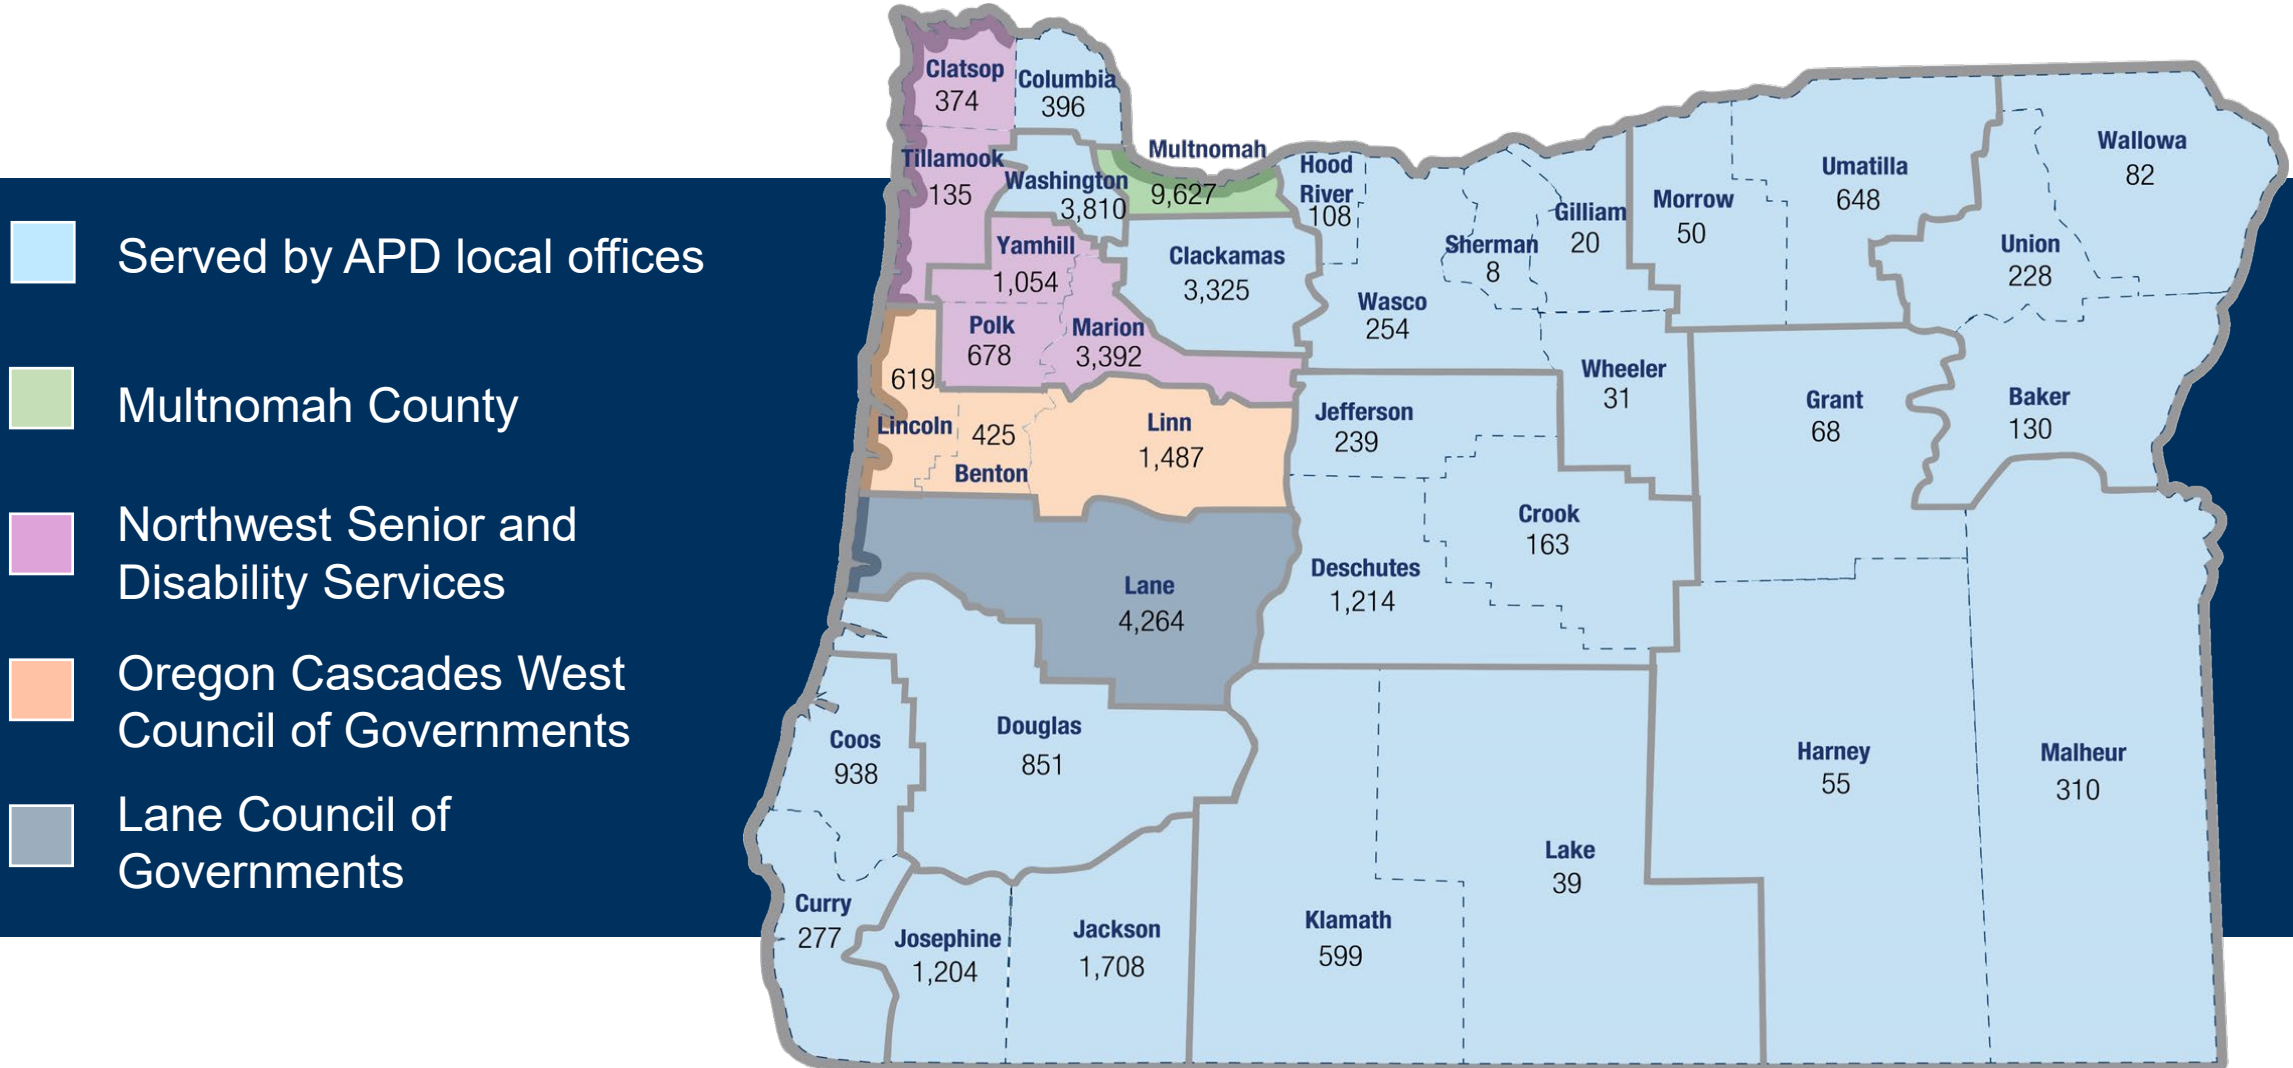 Served by APD local offices
Multnomah County
Northwest Senior and
Disability Services
Oregon Cascades West
Council of Governments
Lane Council of
Governments
Clatsop
374
Columbia
396
Tillamook
135
Washington
3,810
Multnomah
9,627
Hood
River
108
Yamhill
1,054
Clackamas
3,325
Polk
678
Marion
3,392
Wasco
254
Sherman
8
Gilliam
20
Morrow
50
Umatilla
648
Wallowa
82
Union
228
Wheeler
31
Grant
68
Baker
130
619
Lincoln
425
Benton
Linn
1,487
Jefferson
239
Crook
163
Deschutes
1,214
Lane
4,264
Douglas
851
Coos
938
Curry
277
Josephine
1,204
Jackson
1,708
Klamath
599
Lake
39
Harney
55
Malheur
310